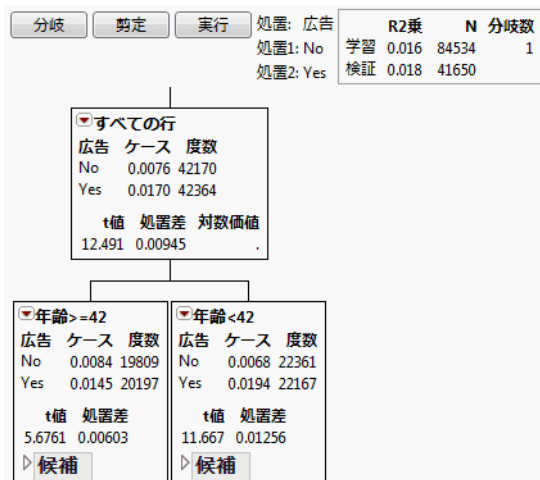 分岐 剪定 実行 処置: 広告
処置1: No
処置2: Yes
R2乗 N 分岐数
学習 0.016 84534 1
検証 0.018 41650
すべての行
広告 ケース 度数
No 0.0076 42170
Yes 0.0170 42364
t値 処置差 対数価値
12.491 0.00945 .
年齢>=42
広告 ケース 度数
No 0.0084 19809
Yes 0.0145 20197
t値 処置差
5.6761 0.00603
候補
年齢<42
広告 ケース 度数
No 0.0068 22361
Yes 0.0194 22167
t値 処置差
11.667 0.01256
候補